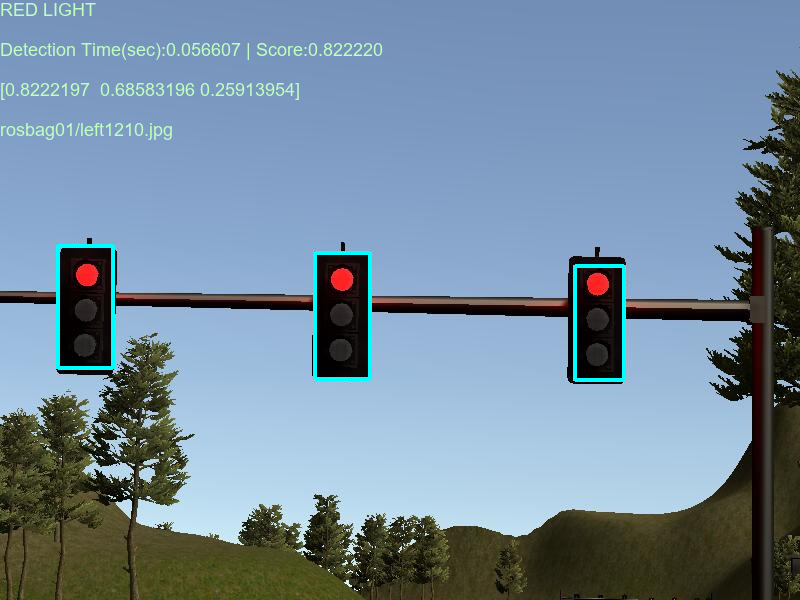 RED LIGHT
Detection Time(sec):0.056607 | Score:0.822220
[0.8222197  0.68583196 0.25913954]
rosbag01/left1210.jpg